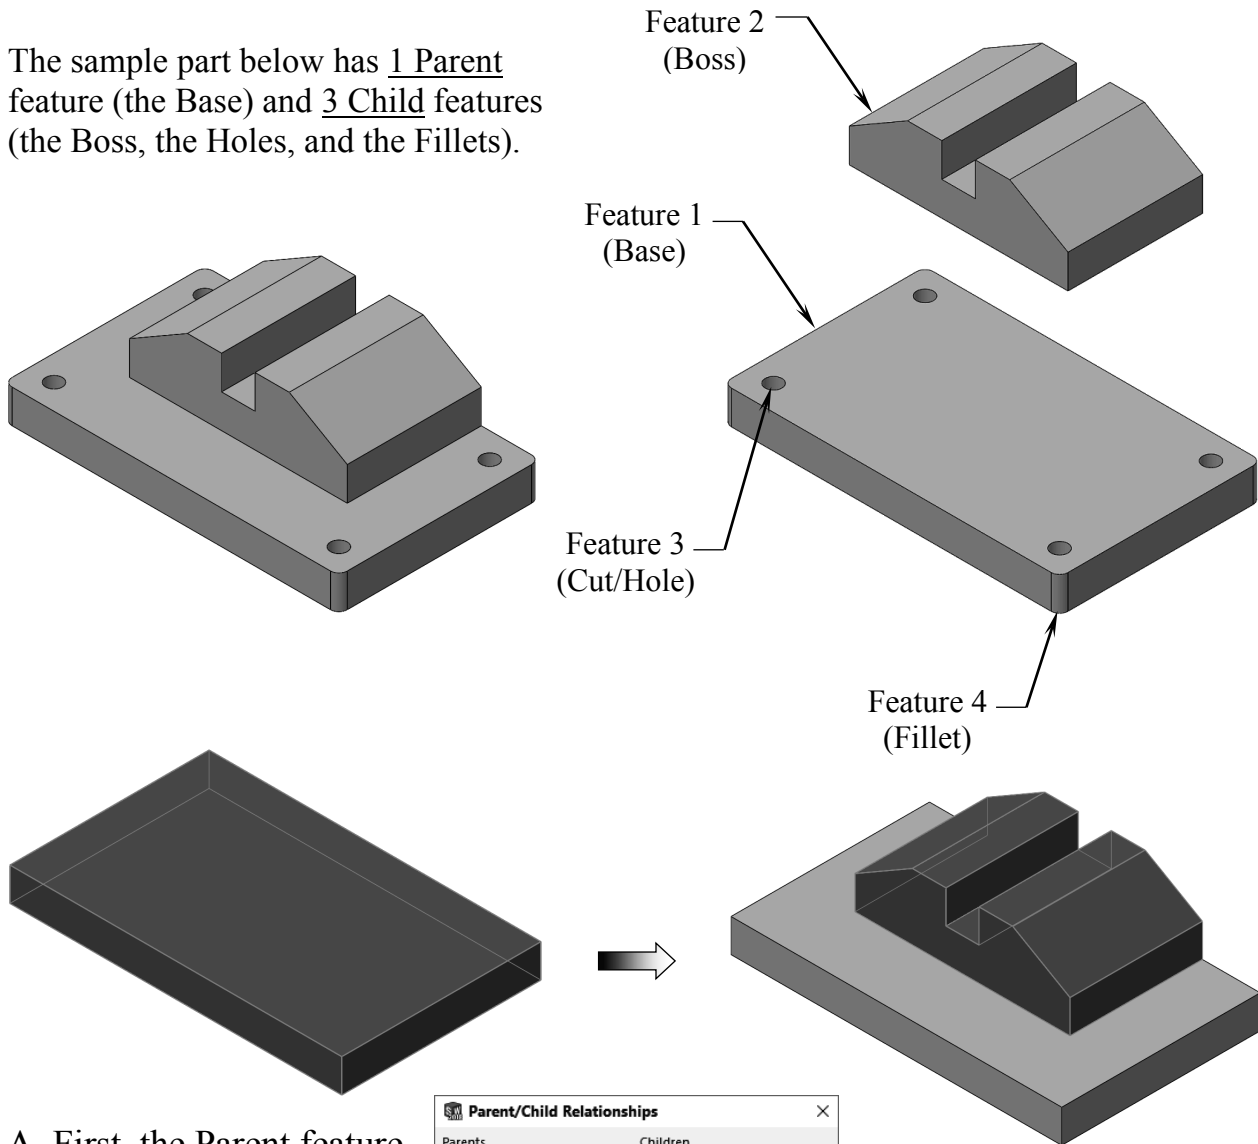 The sample part below has 1 Parent
feature (the Base) and 3 Child features
(the Boss, the Holes, and the Fillets).
Feature 2
(Boss)
Feature 1
(Base)
Feature 3
(Cut/Hole)
Feature 4
(Fillet)
A. First, the Parent feature
Parent/Child Relationships
Parents
Children